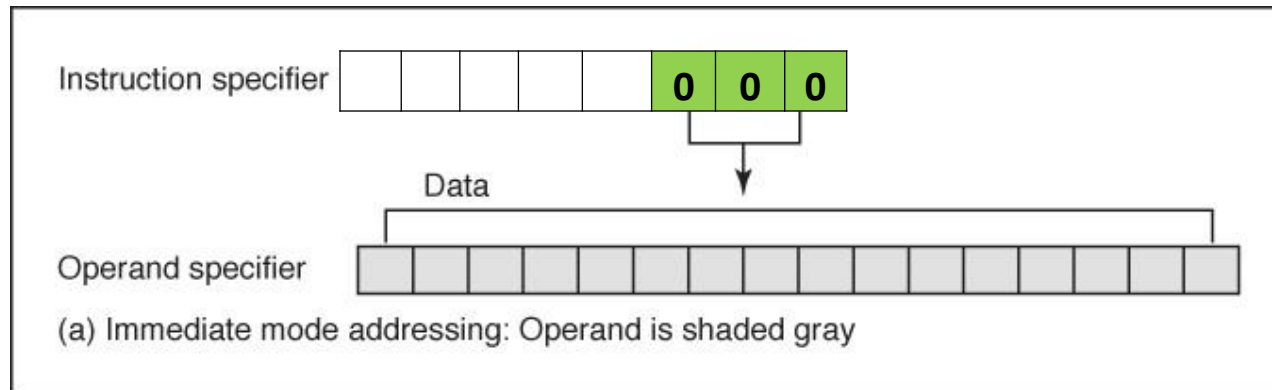 Instruction specifier 0 0 0
Data
Operand specifier
(a) Immediate mode addressing: Operand is shaded gray